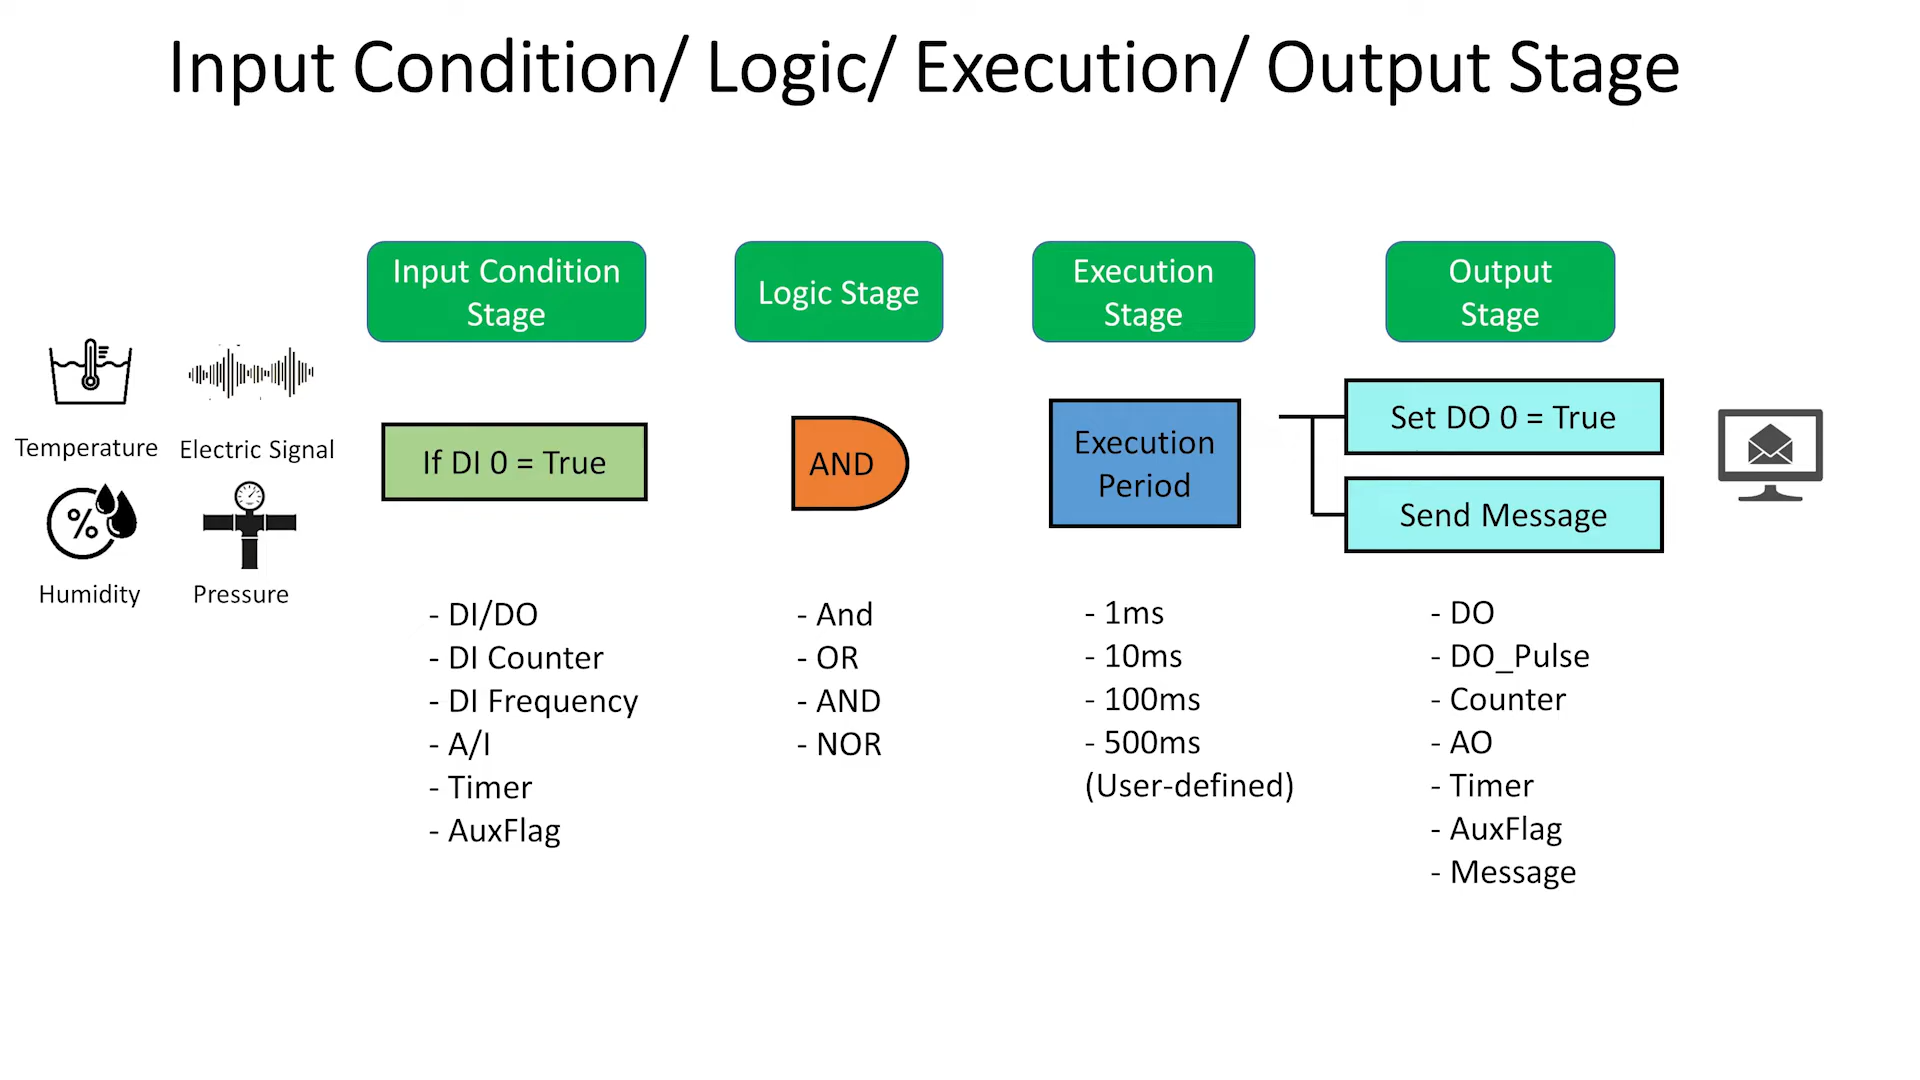 Input Condition/ Logic/ Execution/ Output Stage
Temperature
Electric Signal
Humidity
Pressure
Input Condition
Stage
If DI 0 = True
- DI/DO
- DI Counter
- DI Frequency
- A/I
- Timer
- AuxFlag
Logic Stage
AND
- And
- OR
- AND
- NOR
Execution
Stage
Execution
Period
- 1ms
- 10ms
- 100ms
- 500ms
(User-defined)
Output
Stage
Set DO 0 = True
Send Message
- DO
- DO_Pulse
- Counter
- AO
- Timer
- AuxFlag
- Message